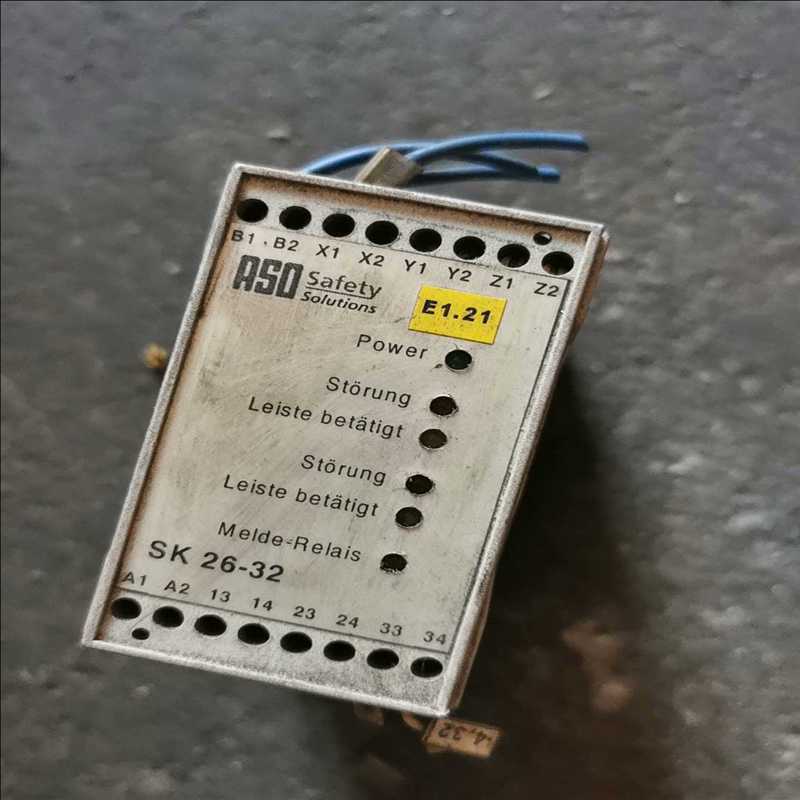 B1 B2 X1 X2 Y1 Y2 Z1 Z2
ASO Safety
Solutions
E1.21
Power
Störung
Leiste betätigt
Störung
Leiste betätigt
Melde-Relais
SK 26-32
A1 A2 13 14 23 24 33 34